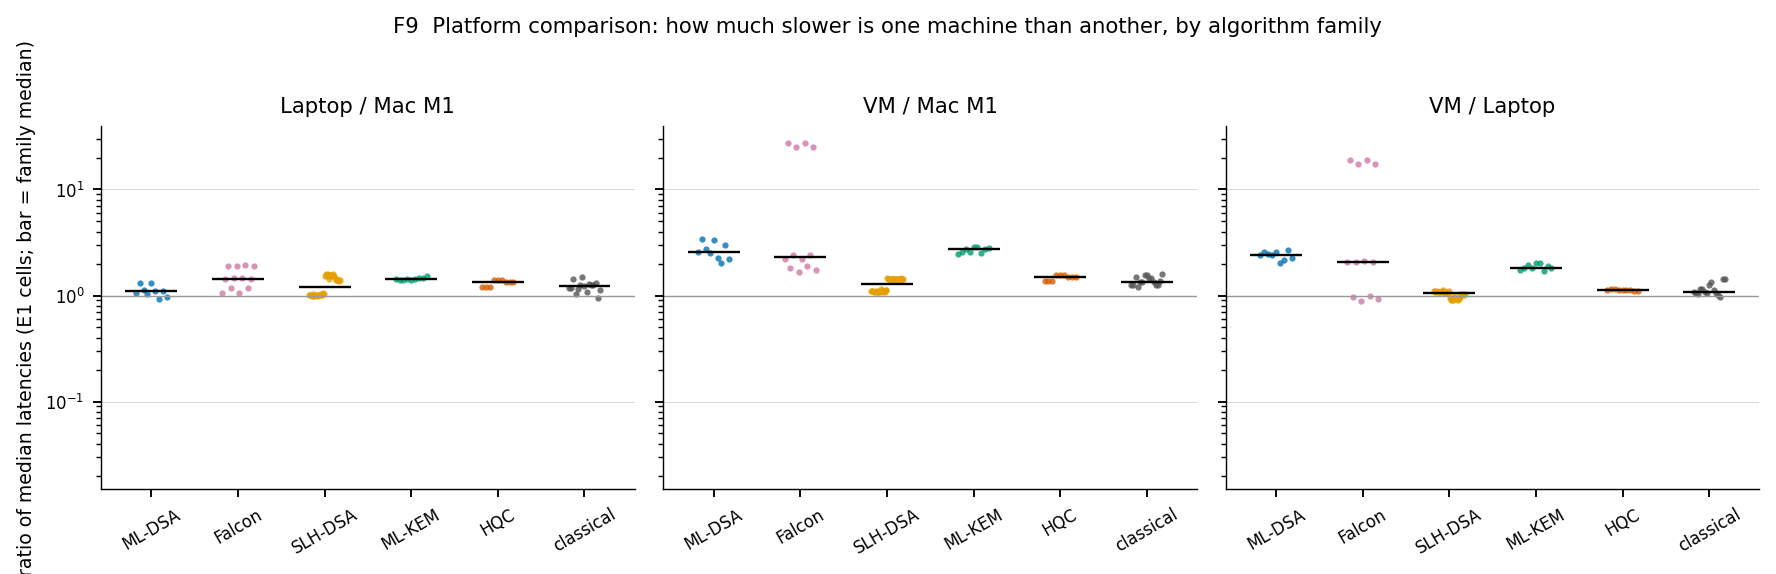 F9  Platform comparison: how much slower is one machine than another, by algorithm family
ratio of median latencies (E1 cells; bar = family median)
Laptop / Mac M1
10¹
10⁰
10⁻¹
ML-DSA
Falcon
SLH-DSA
ML-KEM
HQC
classical
VM / Mac M1
ML-DSA
Falcon
SLH-DSA
ML-KEM
HQC
classical
VM / Laptop
ML-DSA
Falcon
SLH-DSA
ML-KEM
HQC
classical